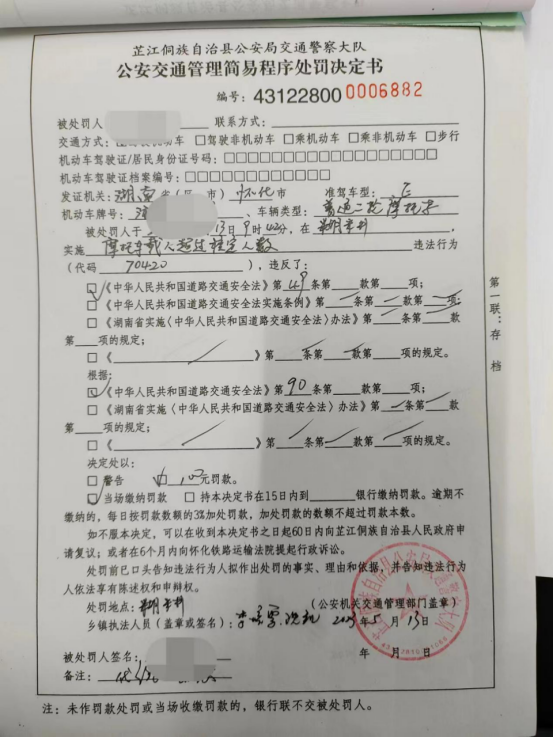 芷江侗族自治县公安局交通警察大队
公安交通管理简易程序处罚决定书
编号：43122800 0006882
被处罚人 联系方式：
交通方式： 驾驶机动车 □驾驶非机动车 □乘机动车 □乘非机动车 □步行
机动车驾驶证/居民身份证号码：□□□□□□□□□□□□□□□□□□
机动车驾驶证档案编号：□□□□□□□□□□□□
发证机关：湖南省（区、市）怀化市 准驾车型：E
机动车牌号： 、车辆类型：普通二轮摩托车
被处罚人于 13日9时42分，在
实施 摩托车载人超过核定人数 违法行为
（代码 70420 ），违反了：
☑《中华人民共和国道路交通安全法》第49条第 款第 项；
□《中华人民共和国道路交通安全法实施条例》第 条第 款第 项；
□《湖南省实施〈中华人民共和国道路交通安全法〉办法》第 条第 款
第 项的规定；
□《 》第 条第 款第 项的规定。
根据：
☑《中华人民共和国道路交通安全法》第90条第 款第 项；
□《湖南省实施〈中华人民共和国道路交通安全法〉办法》第 条第 款
第 项的规定；
□《 》第 条第 款第 项的规定。
决定处以：
□ 警告 元罚款。
☑ 当场缴纳罚款 □ 持本决定书在15日内到 银行缴纳罚款。逾期不
缴纳的，每日按罚款数额的3%加处罚款，加处罚款的数额不超过罚款本数。
如不服本决定，可以在收到本决定书之日起60日内向芷江侗族自治县人民政府申
请复议；或者在6个月内向怀化铁路运输法院提起行政诉讼。
处罚前已口头告知违法行为人拟作出处罚的事实、理由和依据，并告知违法行为
人依法享有陈述权和申辩权。
处罚地点： （公安机关交通管理部门盖章）
乡镇执法人员（盖章或签名）： 5月13日
被处罚人签名： 年 月 日
备注：
注：未作罚款处罚或当场收缴罚款的，银行联不交被处罚人。
第一联：存档